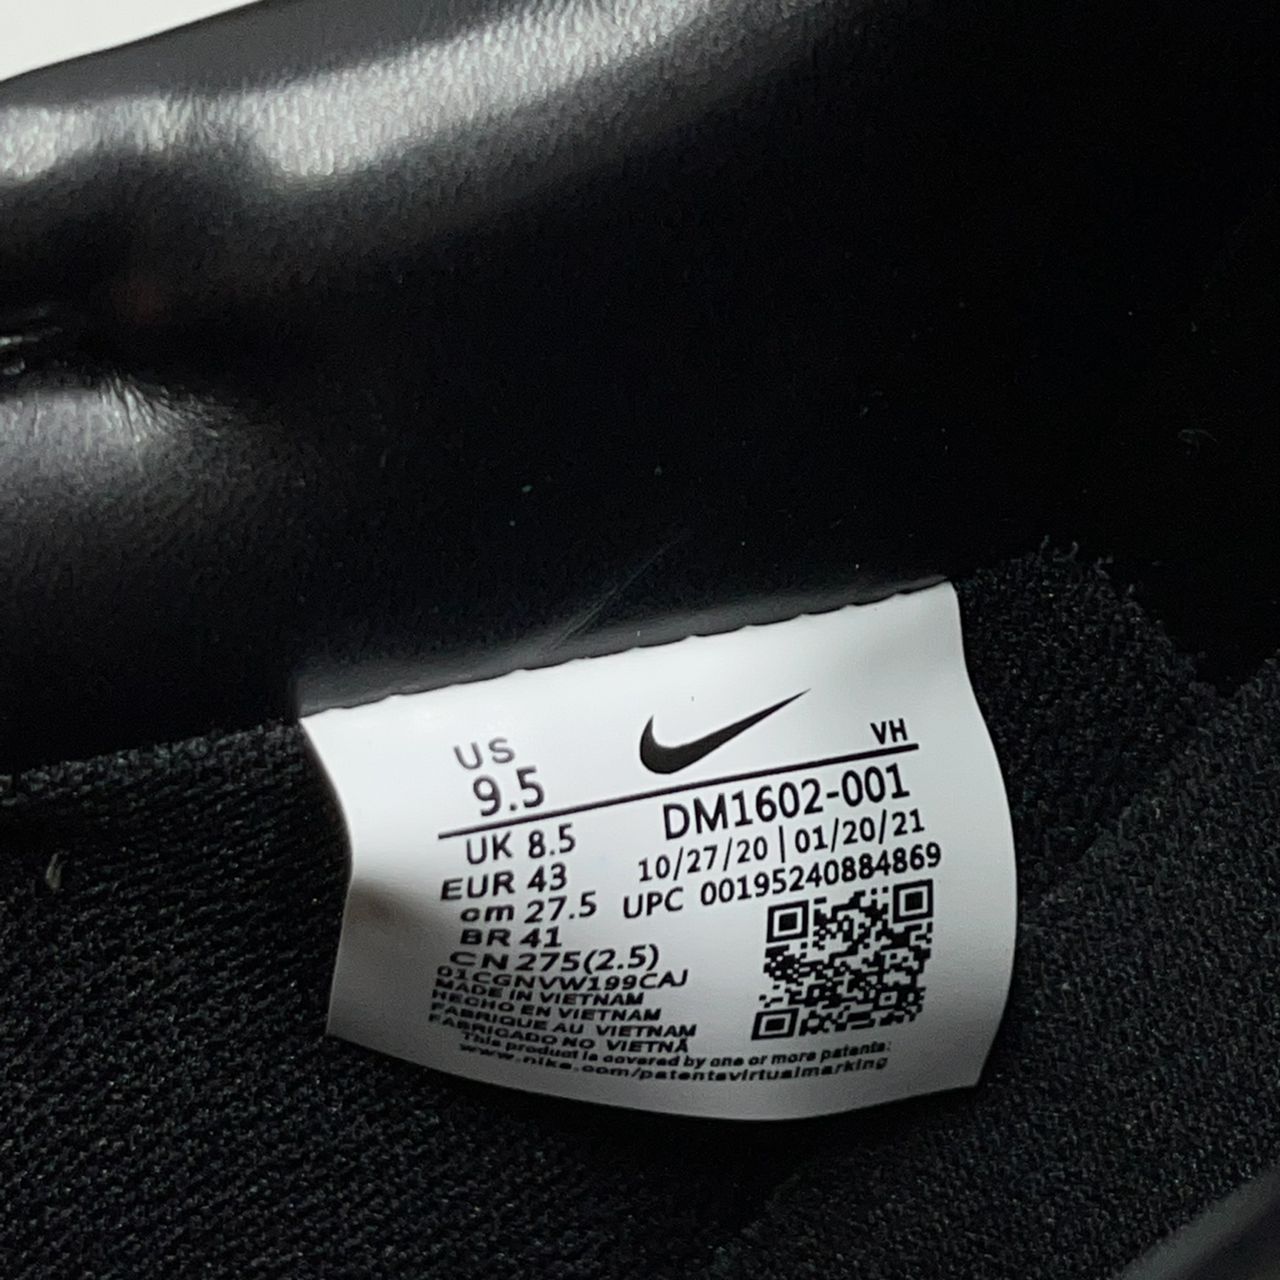 US
9.5
VH
DM1602-001
10/27/20 | 01/20/21
UPC 00195240884869
UK 8.5
EUR 43
cm 27.5
BR 41
CN 275(2.5)
01CGNVW199CAJ
MADE IN VIETNAM
HECHO EN VIETNAM
FABRIQUE AU VIETNAM
FABRICADO NO VIETNÃ
This product is covered by one or more patents:
www.nike.com/patentsvirtualmarking